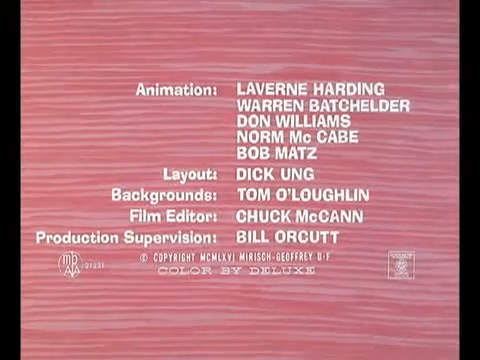 Animation: LAVERNE HARDING
WARREN BATCHELDER
DON WILLIAMS
NORM Mc CABE
BOB MATZ
Layout: DICK UNG
Backgrounds: TOM O'LOUGHLIN
Film Editor: CHUCK McCANN
Production Supervision: BILL ORCUTT
© COPYRIGHT MCMLXVI MIRISCH-GEOFFREY D-F
COLOR BY DELUXE
21231